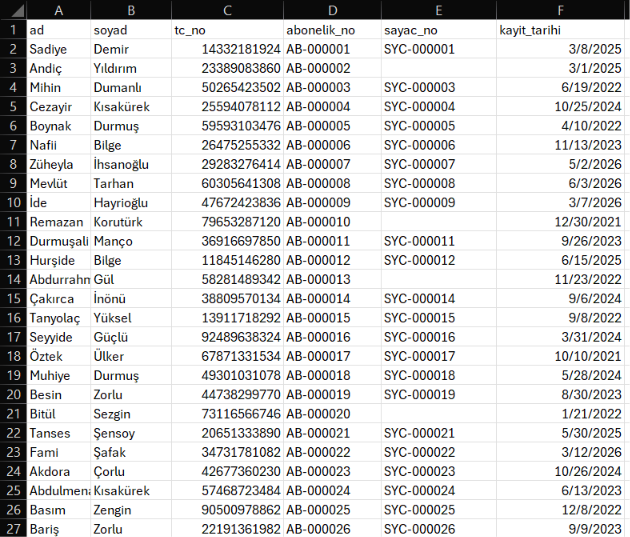 A B C D E F
1 ad soyad tc_no abonelik_no sayac_no kayit_tarihi
2 Sadiye Demir 14332181924 AB-000001 SYC-000001 3/8/2025
3 Andiç Yıldırım 23389083860 AB-000002 3/1/2025
4 Mihin Dumanlı 50265423502 AB-000003 SYC-000003 6/19/2022
5 Cezayir Kısakürek 25594078112 AB-000004 SYC-000004 10/25/2024
6 Boynak Durmuş 59593103476 AB-000005 SYC-000005 4/10/2022
7 Nafii Bilge 26475255332 AB-000006 SYC-000006 11/13/2023
8 Züheyla İhsanoğlu 29283276414 AB-000007 SYC-000007 5/2/2026
9 Mevlüt Tarhan 60305641308 AB-000008 SYC-000008 6/3/2026
10 İde Hayrioğlu 47672423836 AB-000009 SYC-000009 3/7/2026
11 Remazan Korutürk 79653287120 AB-000010 12/30/2021
12 Durmuşali Manço 36916697850 AB-000011 SYC-000011 9/26/2023
13 Hurşide Bilge 11845146280 AB-000012 SYC-000012 6/15/2025
14 Abdurrahm Gül 58281489342 AB-000013 11/23/2022
15 Çakırca İnönü 38809570134 AB-000014 SYC-000014 9/6/2024
16 Tanyolaç Yüksel 13911718292 AB-000015 SYC-000015 9/8/2022
17 Seyyide Güçlü 92489638324 AB-000016 SYC-000016 3/31/2024
18 Öztek Ülker 67871331534 AB-000017 SYC-000017 10/10/2021
19 Muhiye Durmuş 49301031078 AB-000018 SYC-000018 5/28/2024
20 Besin Zorlu 44738299770 AB-000019 SYC-000019 8/30/2023
21 Bitül Sezgin 73116566746 AB-000020 1/21/2022
22 Tanses Şensoy 20651333890 AB-000021 SYC-000021 5/30/2025
23 Fami Şafak 34731781082 AB-000022 SYC-000022 3/12/2026
24 Akdora Çorlu 42677360230 AB-000023 SYC-000023 10/26/2024
25 Abdulmena Kısakürek 57468723484 AB-000024 SYC-000024 6/13/2023
26 Basım Zengin 90500978862 AB-000025 SYC-000025 12/8/2022
27 Bariş Zorlu 22191361982 AB-000026 SYC-000026 9/9/2023